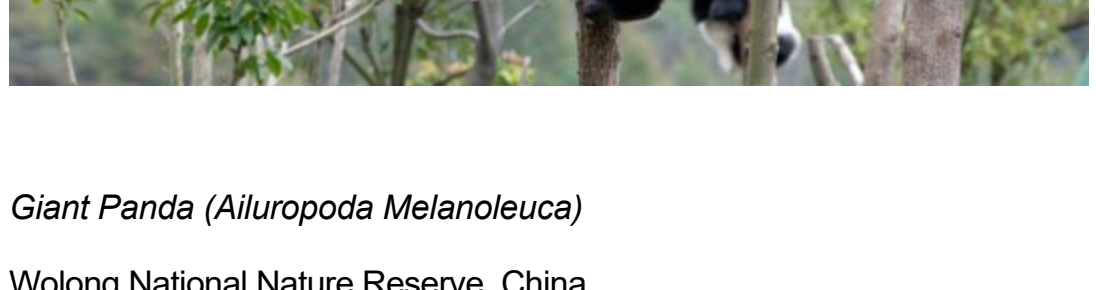 Giant Panda (Ailuropoda Melanoleuca)
Wolong National Nature Reserve, China